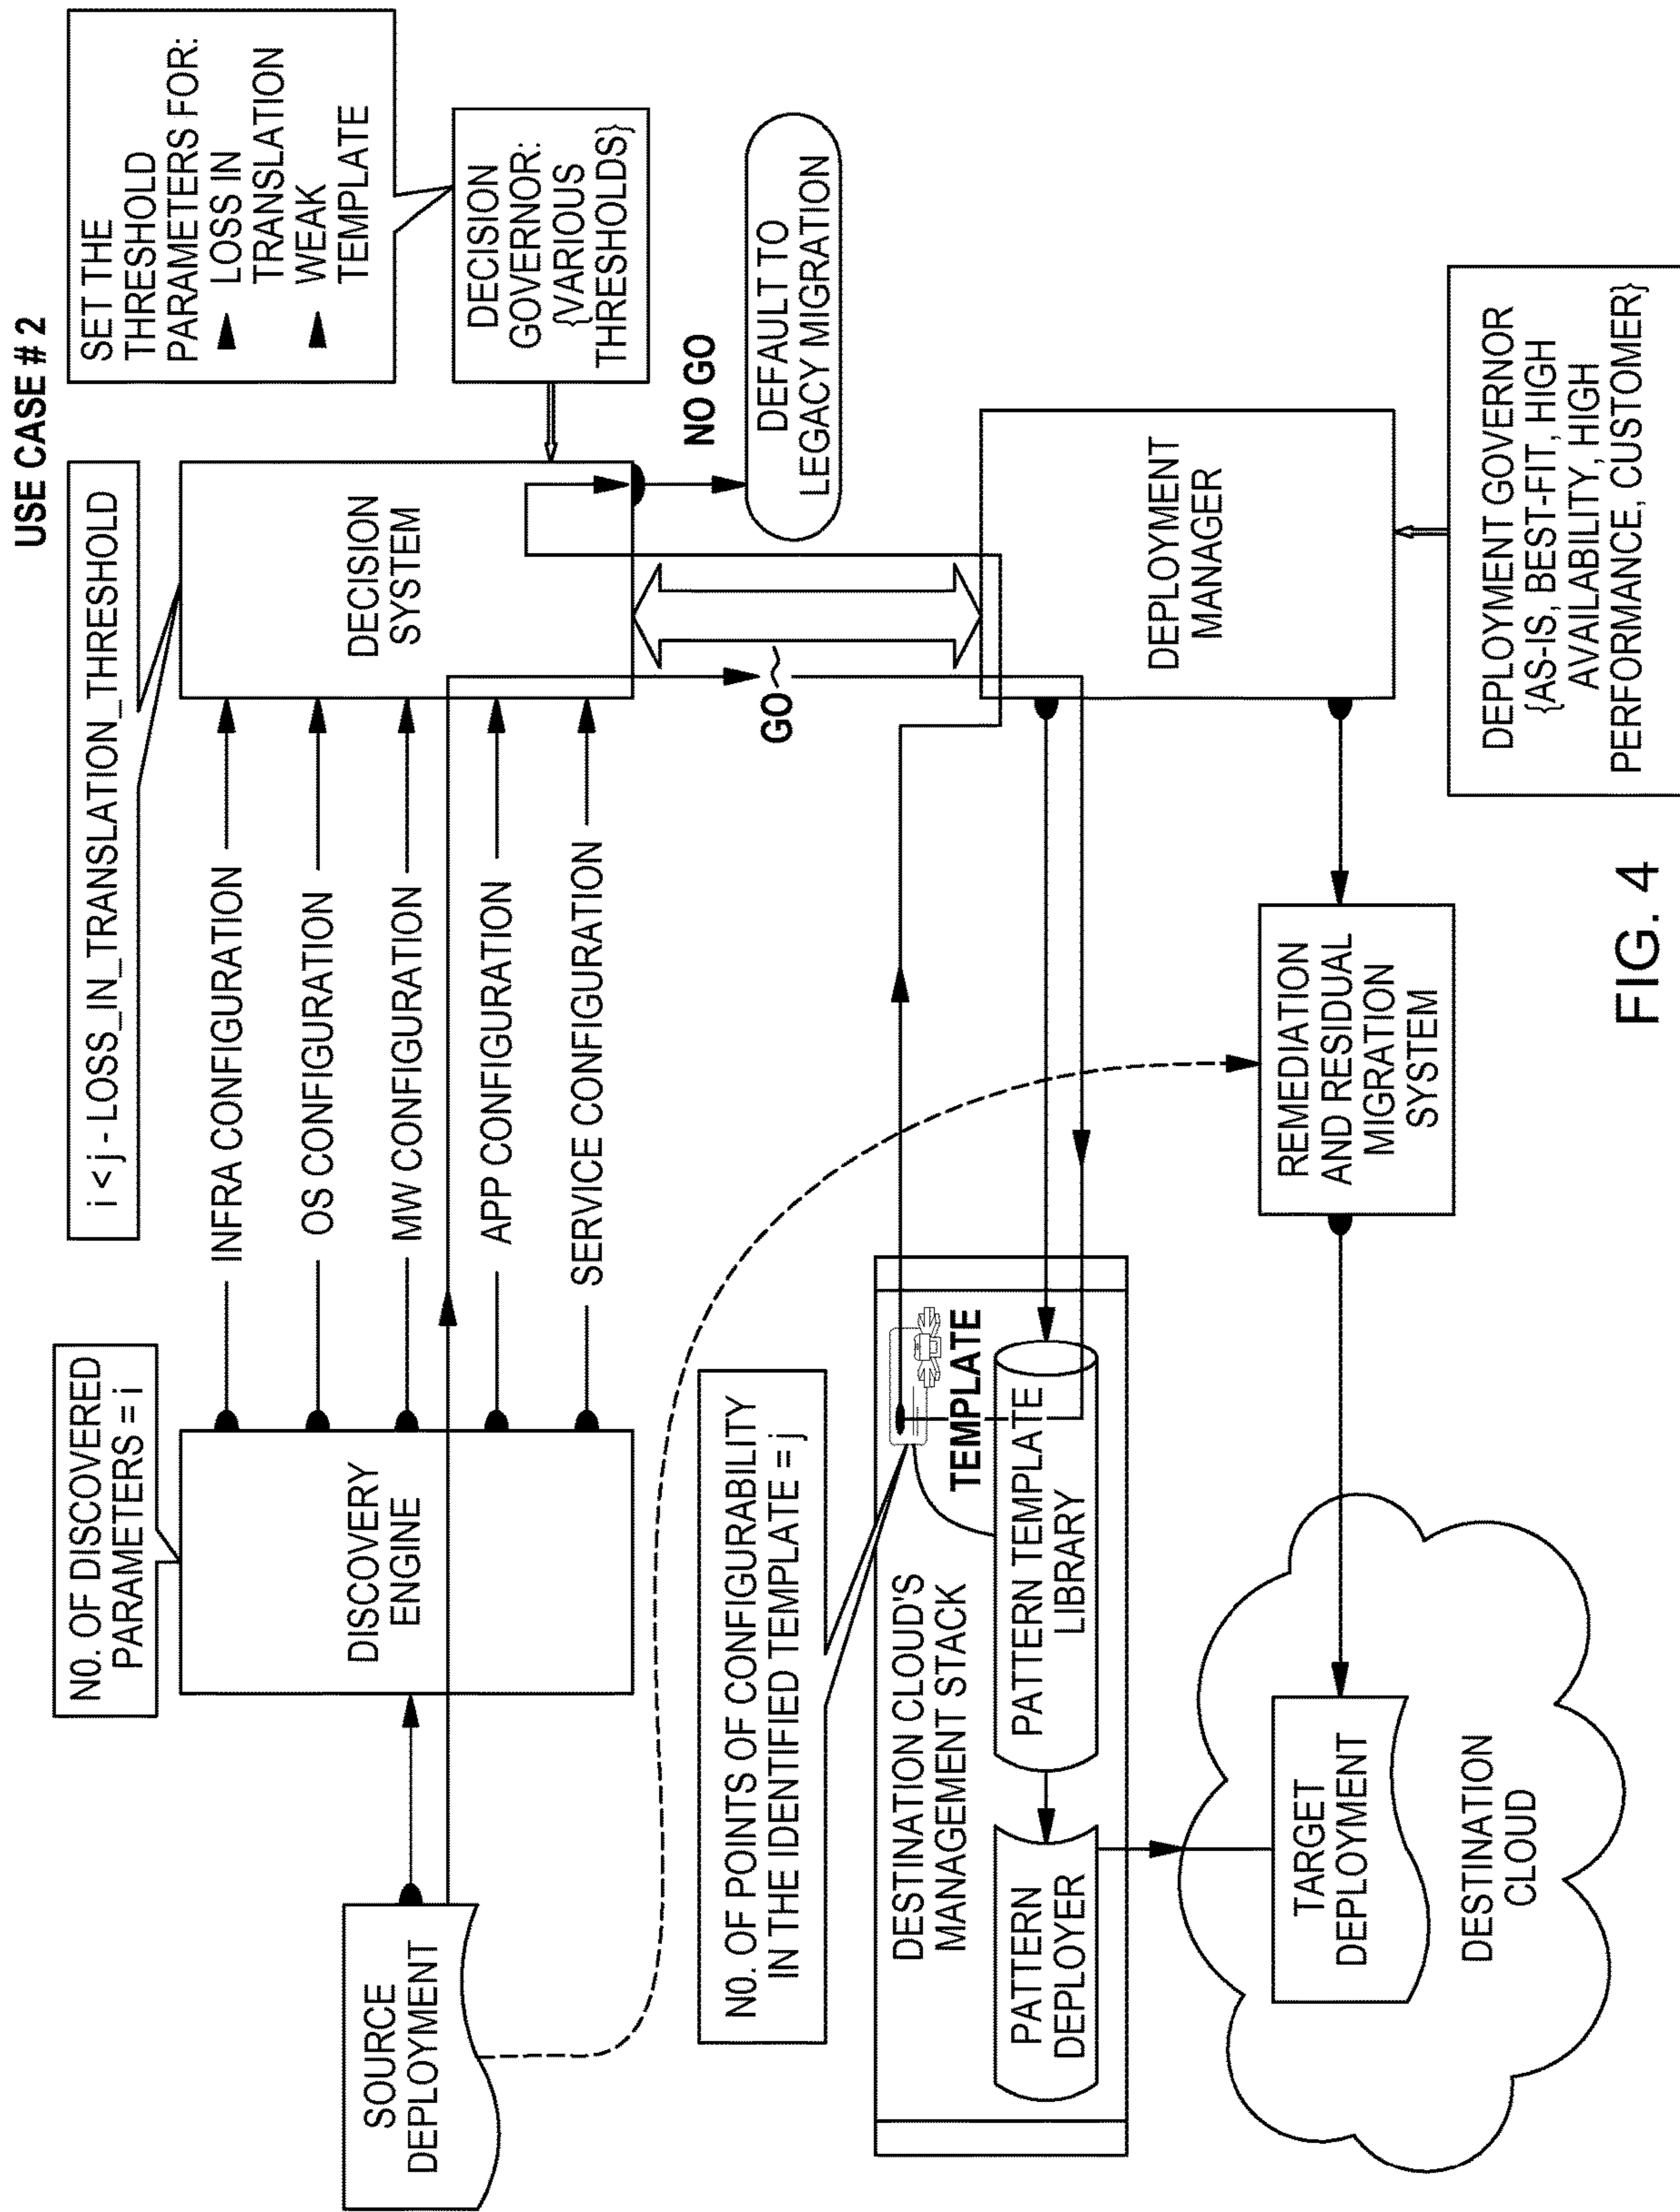 USE CASE # 2
NO. OF DISCOVERED
PARAMETERS = i
i < j - LOSS_IN_TRANSLATION_THRESHOLD
SET THE
THRESHOLD
PARAMETERS FOR:
▶ LOSS IN
TRANSLATION
▶ WEAK
TEMPLATE
SOURCE
DEPLOYMENT
DISCOVERY
ENGINE
INFRA CONFIGURATION
OS CONFIGURATION
MW CONFIGURATION
APP CONFIGURATION
SERVICE CONFIGURATION
DECISION
SYSTEM
DECISION
GOVERNOR:
{VARIOUS
THRESHOLDS}
NO GO
GO
DEFAULT TO
LEGACY MIGRATION
NO. OF POINTS OF CONFIGURABILITY
IN THE IDENTIFIED TEMPLATE = j
DESTINATION CLOUD'S
MANAGEMENT STACK
TEMPLATE
PATTERN
DEPLOYER
PATTERN TEMPLATE
LIBRARY
DEPLOYMENT
MANAGER
TARGET
DEPLOYMENT
DESTINATION
CLOUD
REMEDIATION
AND RESIDUAL
MIGRATION
SYSTEM
DEPLOYMENT GOVERNOR
{AS-IS, BEST-FIT, HIGH
AVAILABILITY, HIGH
PERFORMANCE, CUSTOMER}
FIG. 4